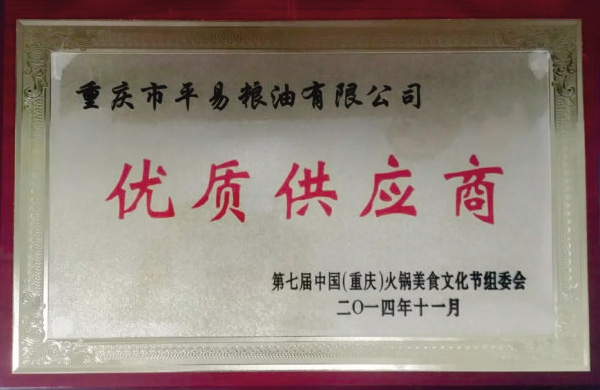 重庆市平易粮油有限公司
优质供应商
第七届中国(重庆)火锅美食文化节组委会
二〇一四年十一月